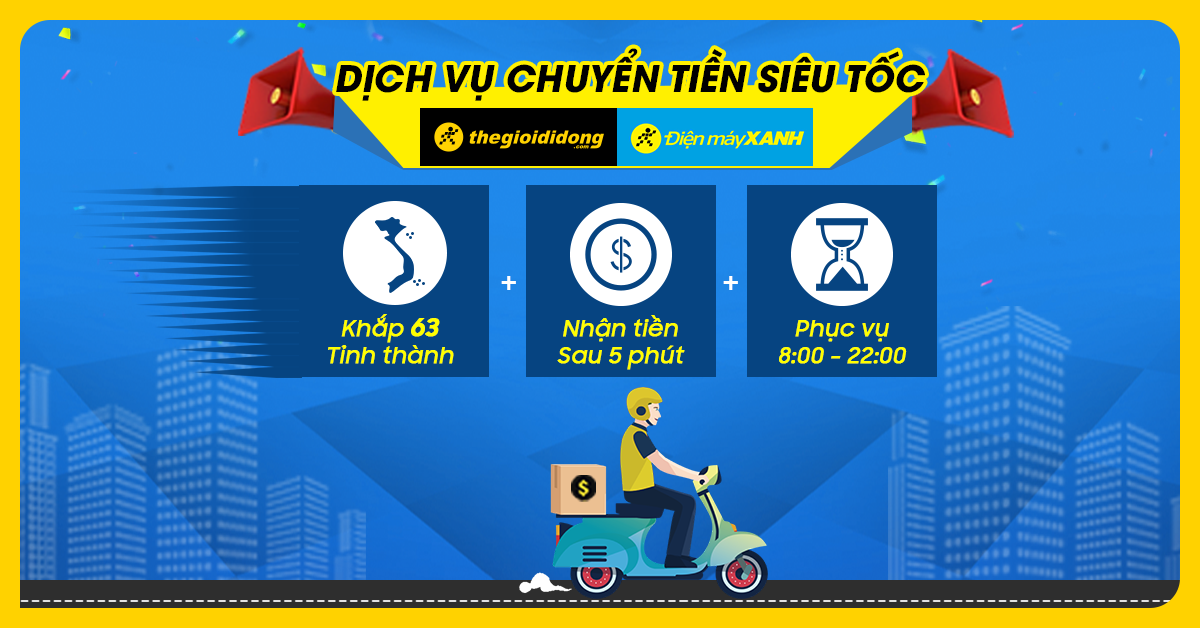 DỊCH VỤ CHUYỂN TIỀN SIÊU TỐC
thegioididong
.com
Điện máyXANH
Khắp 63
Tỉnh thành
+
Nhận tiền
Sau 5 phút
+
Phục vụ
8:00 - 22:00
$
$